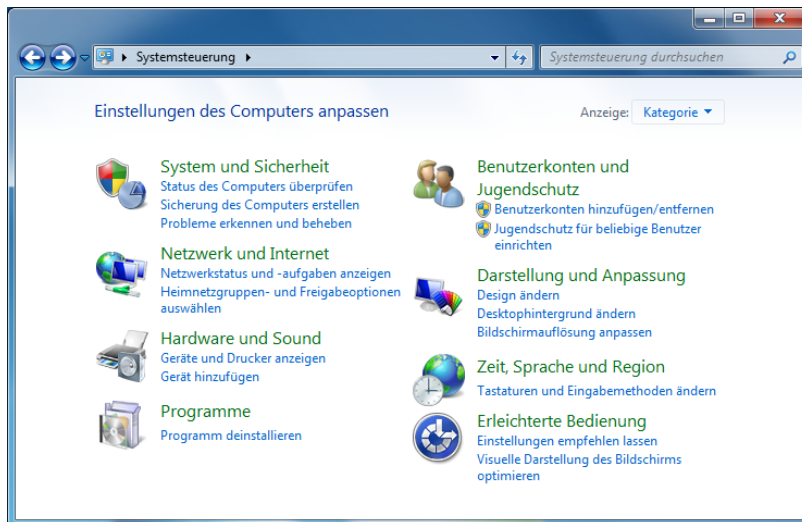 Systemsteuerung
Systemsteuerung durchsuchen
Einstellungen des Computers anpassen
Anzeige: Kategorie
System und Sicherheit
Status des Computers überprüfen
Sicherung des Computers erstellen
Probleme erkennen und beheben
Netzwerk und Internet
Netzwerkstatus und -aufgaben anzeigen
Heimnetzgruppen- und Freigabeoptionen
auswählen
Hardware und Sound
Geräte und Drucker anzeigen
Gerät hinzufügen
Programme
Programm deinstallieren
Benutzerkonten und
Jugendschutz
Benutzerkonten hinzufügen/entfernen
Jugendschutz für beliebige Benutzer
einrichten
Darstellung und Anpassung
Design ändern
Desktophintergrund ändern
Bildschirmauflösung anpassen
Zeit, Sprache und Region
Tastaturen und Eingabemethoden ändern
Erleichterte Bedienung
Einstellungen empfehlen lassen
Visuelle Darstellung des Bildschirms
optimieren